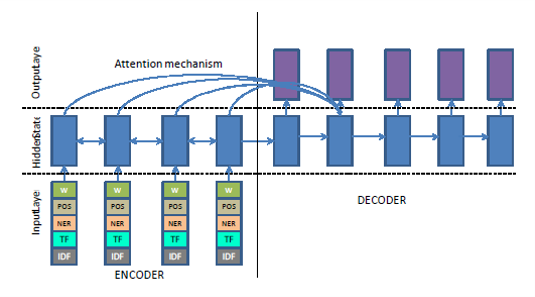 Attention mechanism
OutputLaye
HiddenState
InputLaye
W W W W
POS POS POS POS
NER NER NER NER
TF TF TF TF
IDF IDF IDF IDF
ENCODER
DECODER